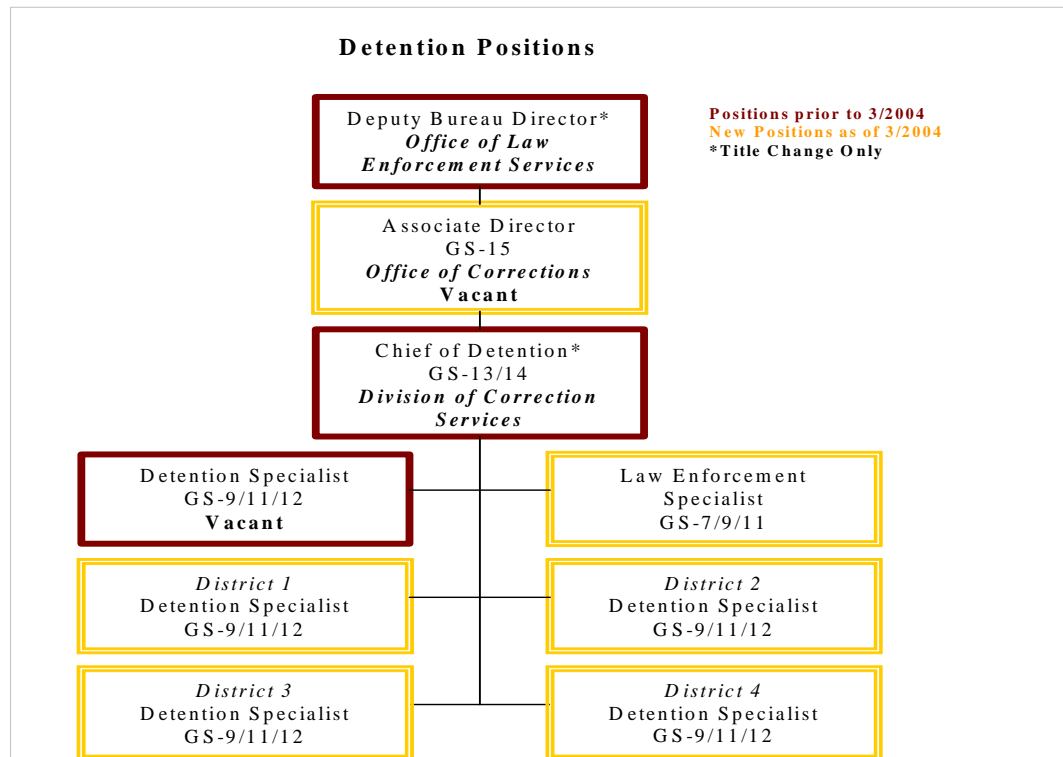 Detention Positions
Deputy Bureau Director*
Office of Law
Enforcement Services
Positions prior to 3/2004
New Positions as of 3/2004
*Title Change Only
Associate Director
GS-15
Office of Corrections
Vacant
Chief of Detention*
GS-13/14
Division of Correction
Services
Detention Specialist
GS-9/11/12
Vacant
Law Enforcement
Specialist
GS-7/9/11
District 1
Detention Specialist
GS-9/11/12
District 2
Detention Specialist
GS-9/11/12
District 3
Detention Specialist
GS-9/11/12
District 4
Detention Specialist
GS-9/11/12